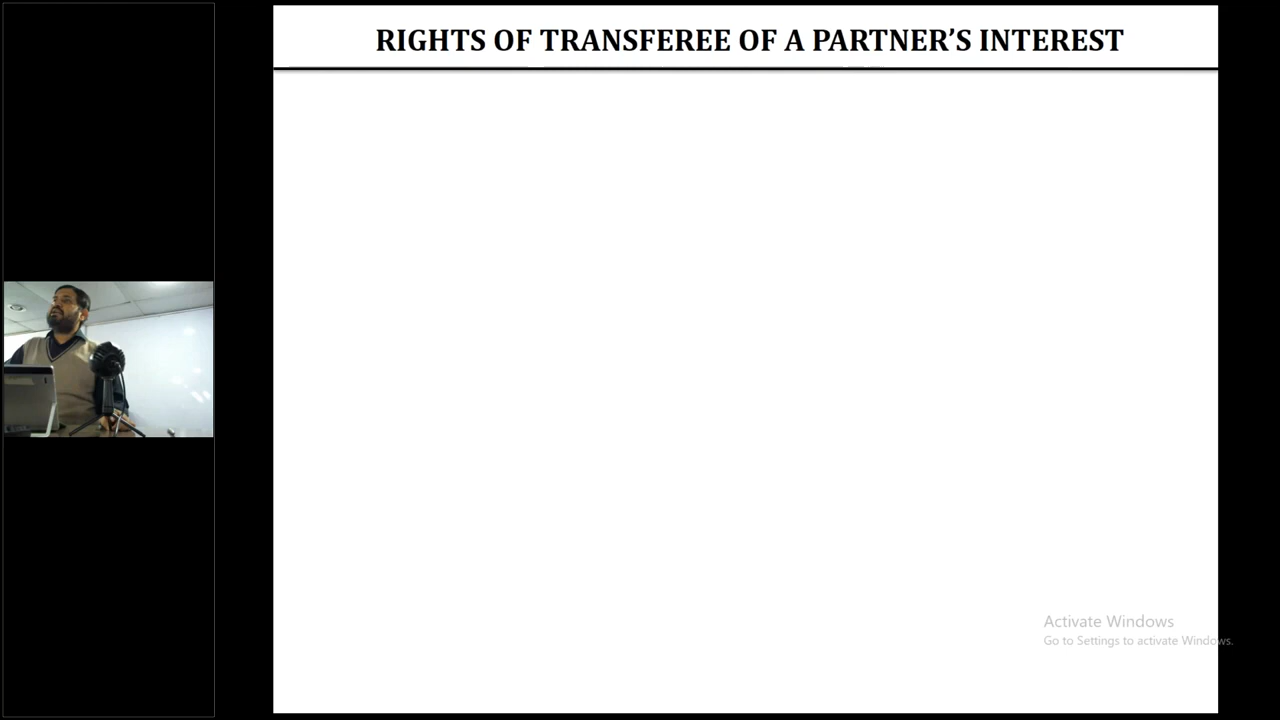 RIGHTS OF TRANSFEREE OF A PARTNER’S INTEREST
Activate Windows
Go to Settings to activate Windows.